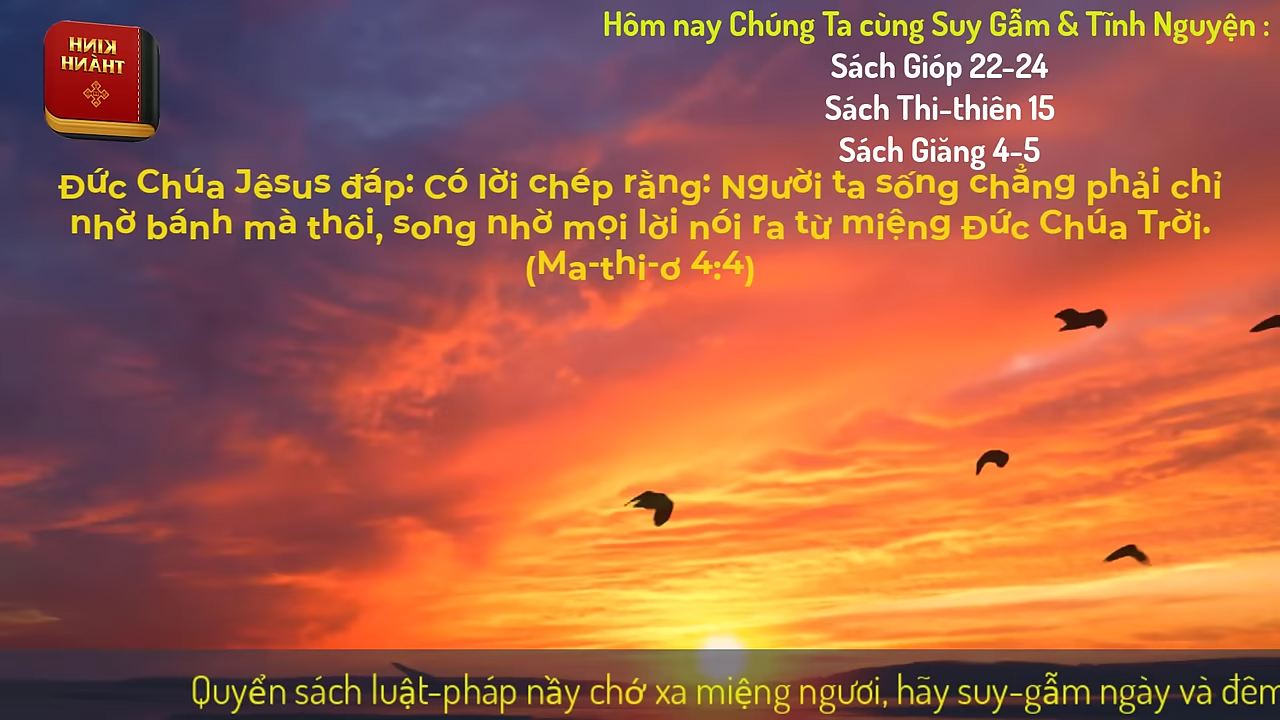 KINH
THÁNH
Hôm nay Chúng Ta cùng Suy Gẫm & Tĩnh Nguyện :
Sách Gióp 22-24
Sách Thi-thiên 15
Sách Giăng 4-5
Đức Chúa Jêsus đáp: Có lời chép rằng: Người ta sống chẳng phải chỉ
nhờ bánh mà thôi, song nhờ mọi lời nói ra từ miệng Đức Chúa Trời.
(Ma-thi-ơ 4:4)
Quyển sách luật-pháp nầy chớ xa miệng ngươi, hãy suy-gẫm ngày và đêm